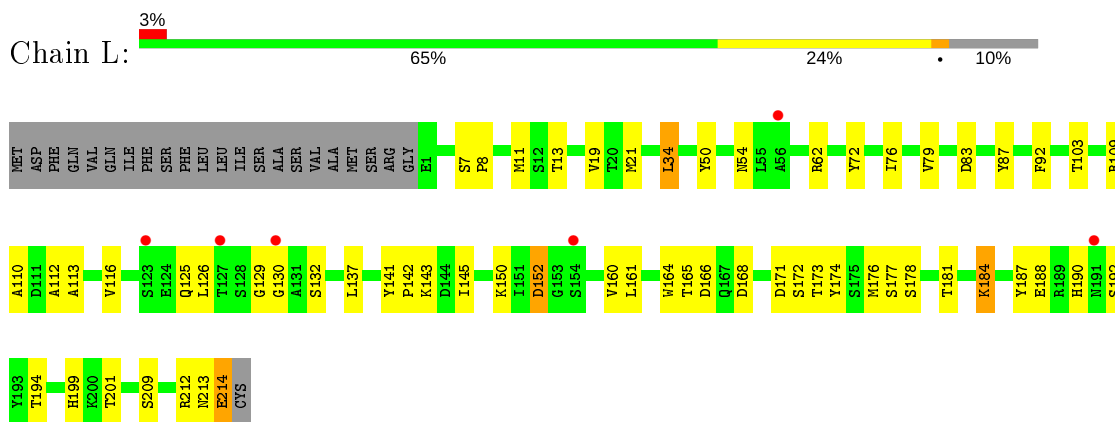 3%
Chain L:
65% 24% • 10%
MET ASP PHE GLN VAL GLN ILE PHE SER PHE LEU LEU ILE SER ALA SER VAL ALA MET SER ARG GLY E1 S7 P8 M11 S12 T13 V19 T20 M21 L34 Y50 N54 L55 A56 R62 Y72 I76 V79 D83 Y87 F92 T103
A110 D111 A112 A113 V116 S123 E124 Q125 L126 T127 S128 G129 G130 A131 S132 L137 Y141 P142 K143 D144 I145 K150 I151 D152 G153 S154 V160 L161 W164 T165 D166 Q167 D168 D171 S172 T173 Y174 S175 M176 S177 S178 T181 K184 Y187 E188 R189 H190 N191 S192
Y193 T194 H199 K200 T201 S209 R212 N213 E214 CYS